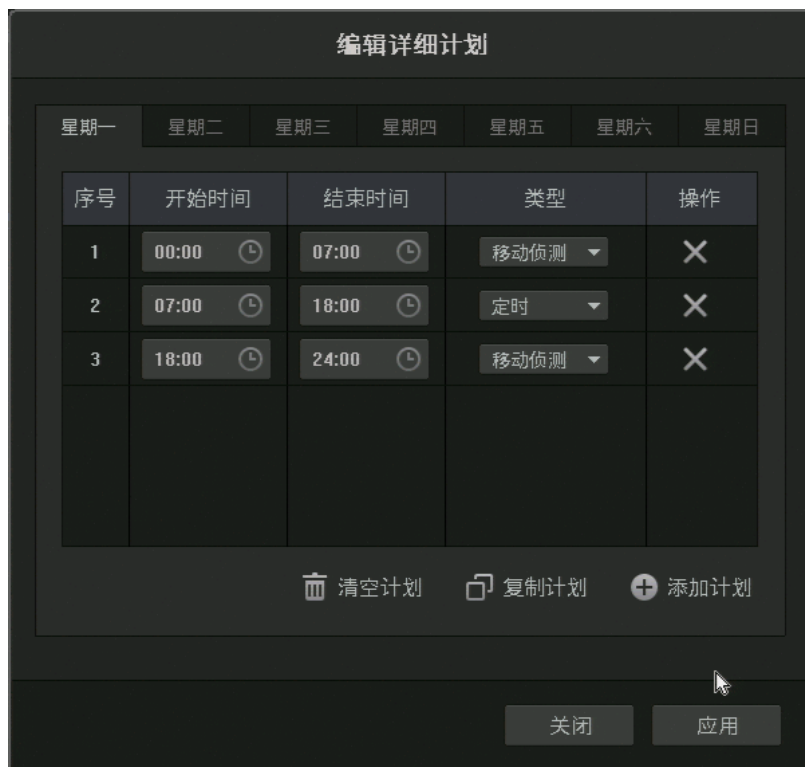 编辑详细计划
星期一 星期二 星期三 星期四 星期五 星期六 星期日
序号 开始时间 结束时间 类型 操作
1 00:00 07:00 移动侦测
2 07:00 18:00 定时
3 18:00 24:00 移动侦测
清空计划 复制计划 添加计划
关闭 应用